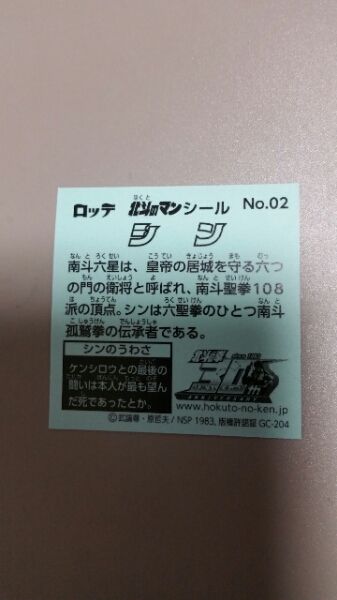 ロッテ 北斗のマンシール No.02
シン
南斗六星は、皇帝の居城を守る六つ
の門の衛将と呼ばれ、南斗聖拳108
派の頂点。シンは六聖拳のひとつ南斗
孤鷲拳の伝承者である。
シンのうわさ
ケンシロウとの最後の
闘いは本人が最も望ん
だ死であったとか。
www.hokuto-no-ken.jp
©武論尊・原哲夫/NSP 1983, 版権許諾証 GC-204